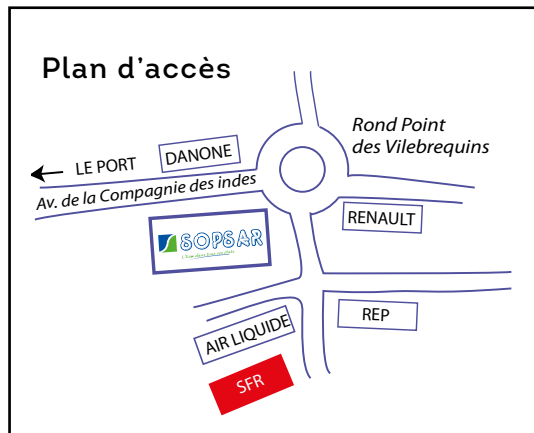 Plan d’accès
Rond Point
des Vilebrequins
LE PORT
DANONE
Av. de la Compagnie des indes
RENAULT
SOPSAR
REP
AIR LIQUIDE
SFR